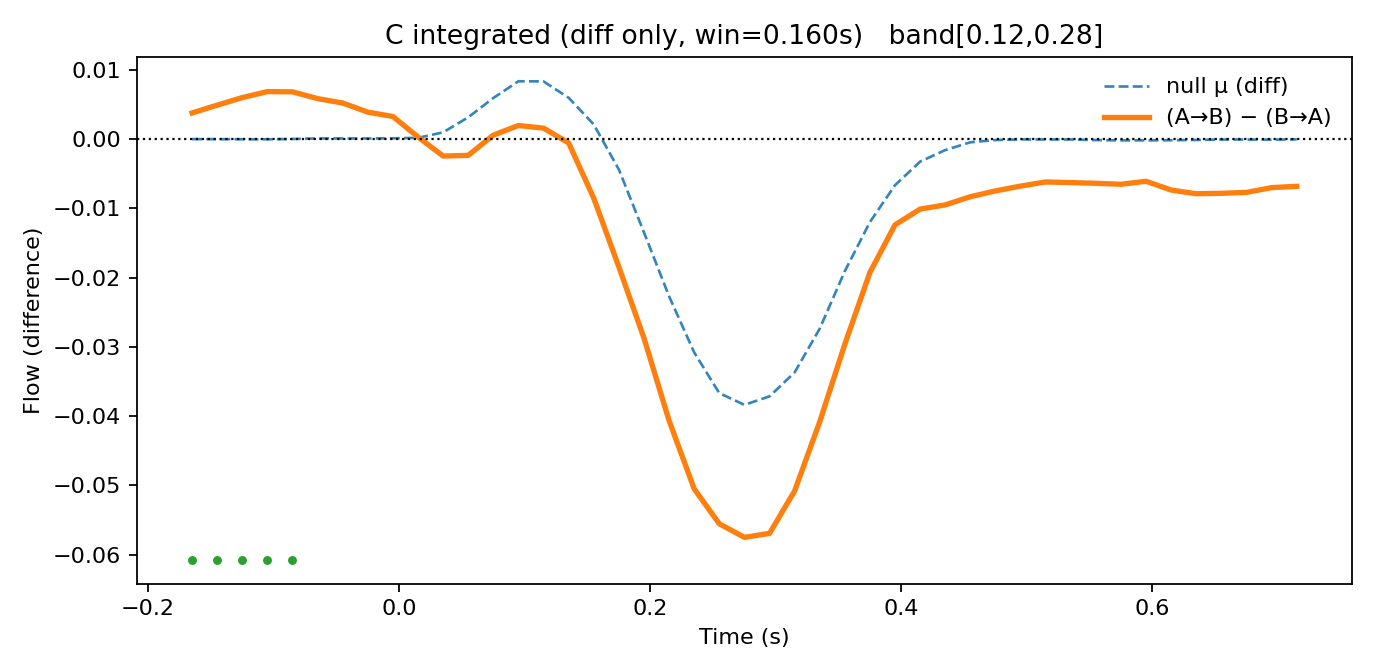 C integrated (diff only, win=0.160s)   band[0.12,0.28]
null μ (diff)
(A→B) − (B→A)
Flow (difference)
0.01
0.00
−0.01
−0.02
−0.03
−0.04
−0.05
−0.06
−0.2
0.0
0.2
0.4
0.6
Time (s)